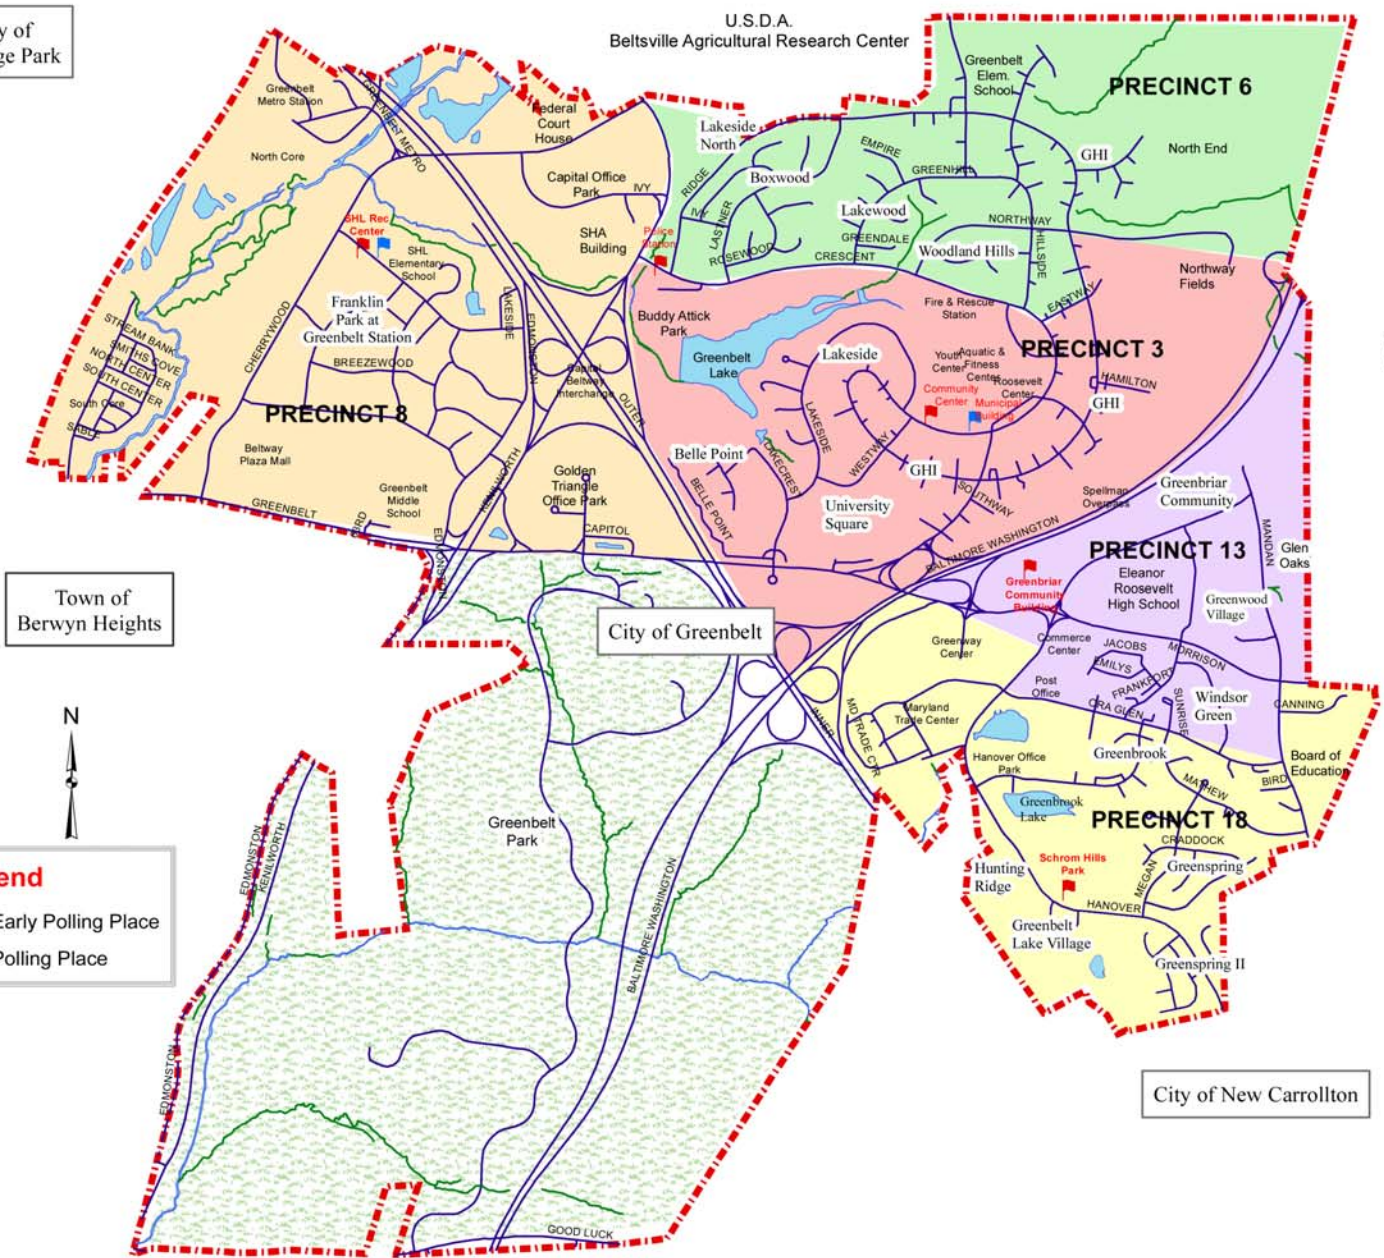 y of
ge Park
U.S.D.A.
Beltsville Agricultural Research Center
Greenbelt
Metro Station
GREENBELT METRO
Federal
Court
House
North Core
Capital Office
Park
IVY
SHA
Building
Police
Station
SHL Rec
Center
SHL
Elementary
School
Franklin
Park at
Greenbelt Station
LAKESIDE
EDMONSTON
CHERRYWOOD
BREEZEWOOD
Capital
Beltway
Interchange
OUTER
STREAM BANK
SMITHS COVE
NORTH CENTER
SOUTH CENTER
South Core
SABLE
PRECINCT 8
Beltway
Plaza Mall
Greenbelt
Middle
School
GREENBELT
KENILWORTH
EDMONSTON
Golden
Triangle
Office Park
CAPITOL
Lakeside
North
RIDGE
IVY
LASTNER
Boxwood
ROSEWOOD
EMPIRE
GREENHILL
Lakewood
GREENDALE
CRESCENT
Woodland Hills
NORTHWAY
HILLSIDE
Greenbelt
Elem.
School
PRECINCT 6
GHI
North End
Northway
Fields
EASTWAY
Fire & Rescue
Station
Buddy Attick
Park
Greenbelt
Lake
Lakeside
Youth
Center
Aquatic &
Fitness
Center
Roosevelt
Center
PRECINCT 3
HAMILTON
GHI
Community
Center
Municipal
Building
LAKESIDE
WESTWAY
LAKECREST
Belle Point
BELLE POINT
GHI
SOUTHWAY
University
Square
Spellman
Overpass
BALTIMORE WASHINGTON
Greenbriar
Community
PRECINCT 13
MANDAN
Glen
Oaks
Eleanor
Roosevelt
High School
Greenbriar
Community
Building
Greenwood
Village
Town of
Berwyn Heights
City of Greenbelt
Greenway
Center
Commerce
Center
JACOBS
EMILYS
MORRISON
FRANKFORT
Post
Office
ORA GLEN
SUNRISE
Windsor
Green
CANNING
MD TRADE CTR
Maryland
Trade Center
INNER
Hanover Office
Park
Greenbrook
Board of
Education
BIRD
MATHEW
Greenbrook
Lake
PRECINCT 18
CRADDOCK
Greenspring
MEGAN
Schrom Hills
Park
Hunting
Ridge
HANOVER
Greenbelt
Lake Village
Greenspring II
N
Greenbelt
Park
EDMONSTON
KENILWORTH
BALTIMORE WASHINGTON
end
Early Polling Place
Polling Place
EDMONSTON
GOOD LUCK
City of New Carrollton